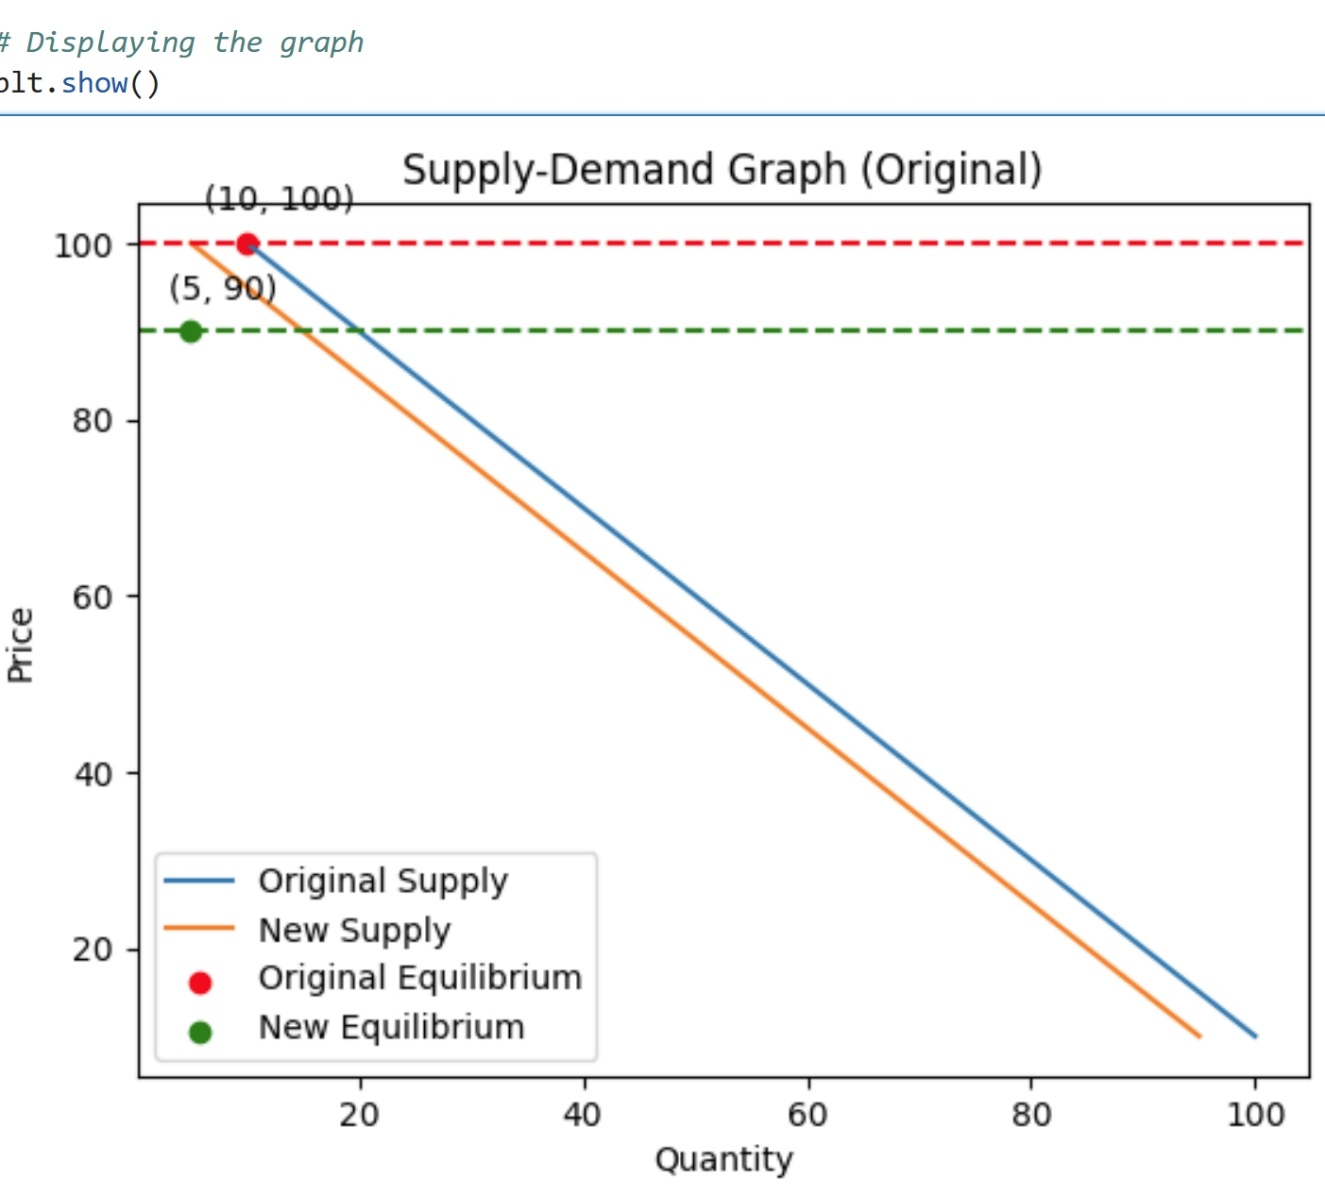 # Displaying the graph
plt.show()
Supply-Demand Graph (Original)
(10, 100)
100
(5, 90)
80
60
40
20
Price
Original Supply
New Supply
Original Equilibrium
New Equilibrium
20 40 60 80 100
Quantity